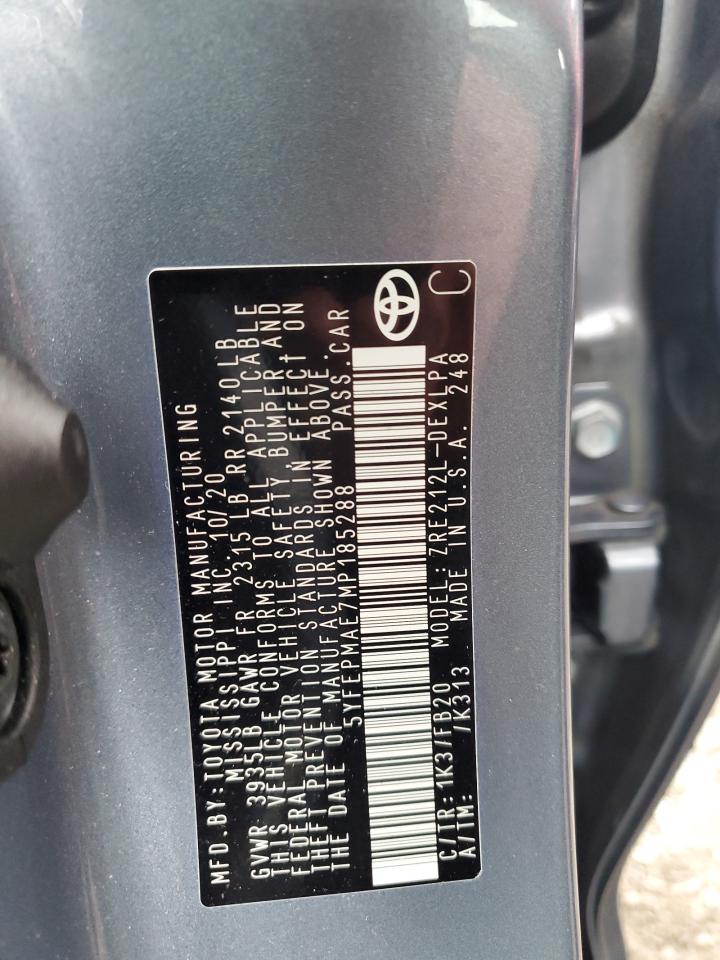 MFD.BY:TOYOTA MOTOR MANUFACTURING
MISSISSIPPI INC. 10/20
GVWR 3935LB GAWR FR 2315 LB RR 2140 LB
THIS VEHICLE CONFORMS TO ALL APPLICABLE
FEDERAL MOTOR VEHICLE SAFETY, BUMPER AND
THEFT PREVENTION STANDARDS IN EFFECT ON
THE DATE OF MANUFACTURE SHOWN ABOVE.
5YFEPMAE7MP185288 PASS.CAR
C/TR:1K3/FB20 MODEL:ZRE212L-DEXLPA
A/TM: /K313 MADE IN U.S.A. 248
C